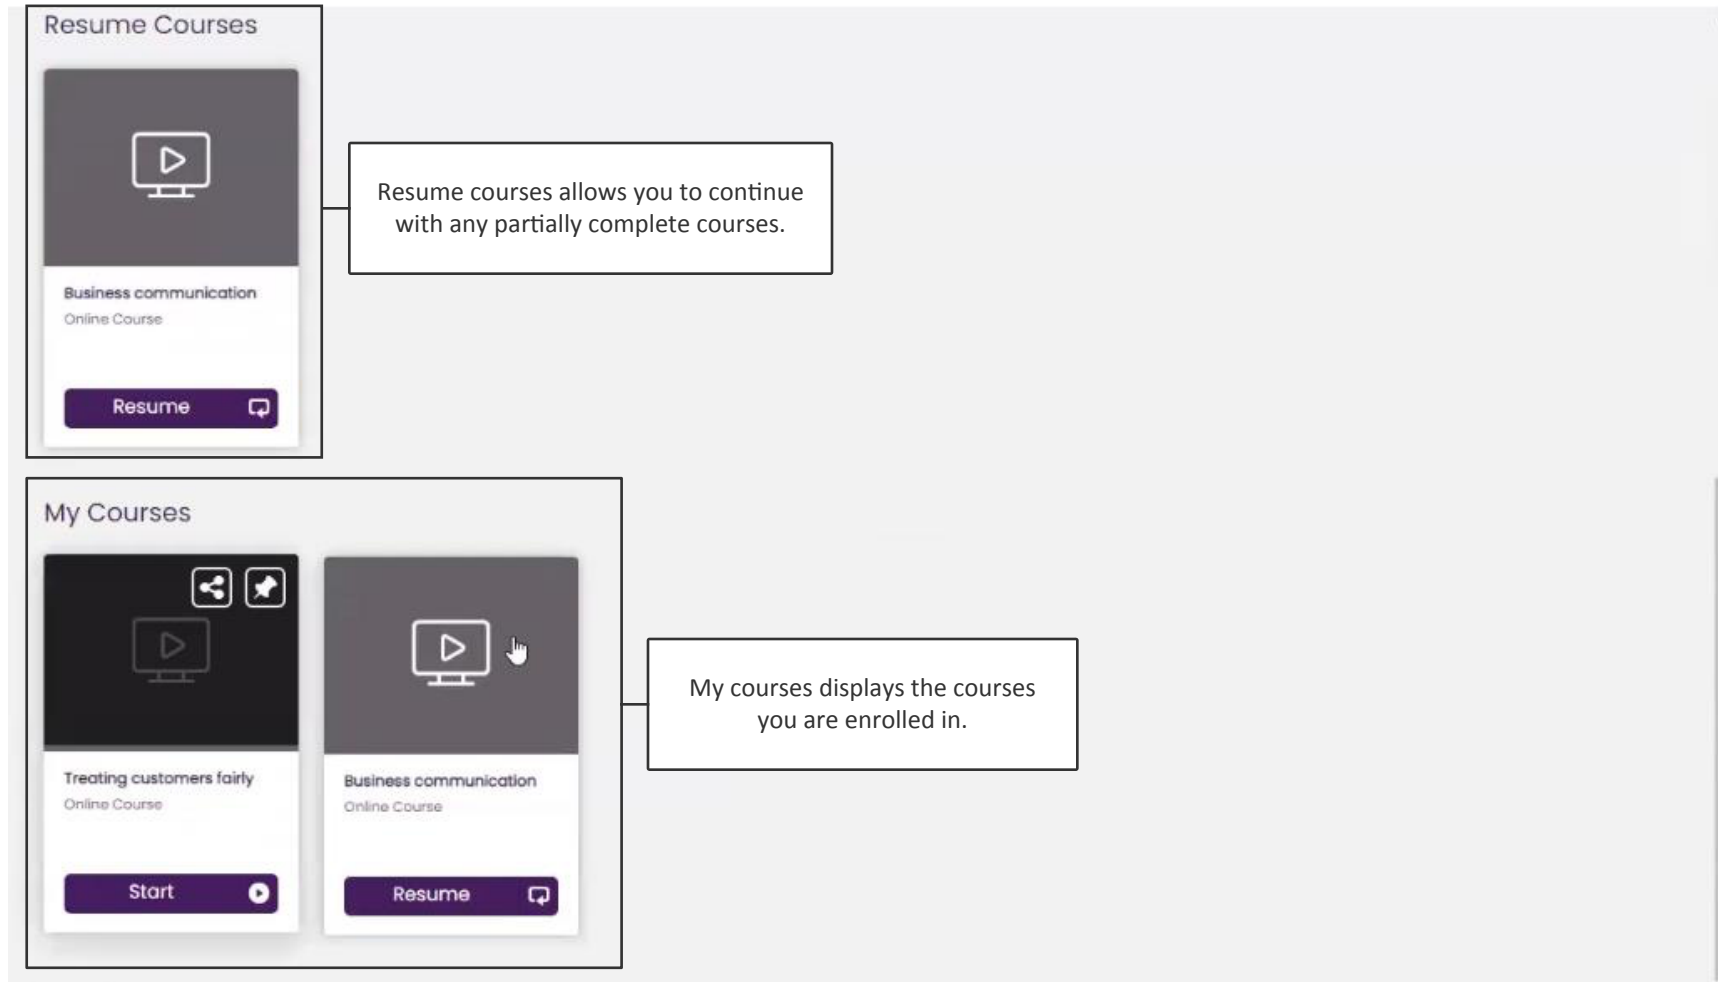 Resume Courses
Business communication
Online Course
Resume
Resume courses allows you to continue
with any partially complete courses.
My Courses
Treating customers fairly
Online Course
Start
Business communication
Online Course
Resume
My courses displays the courses
you are enrolled in.